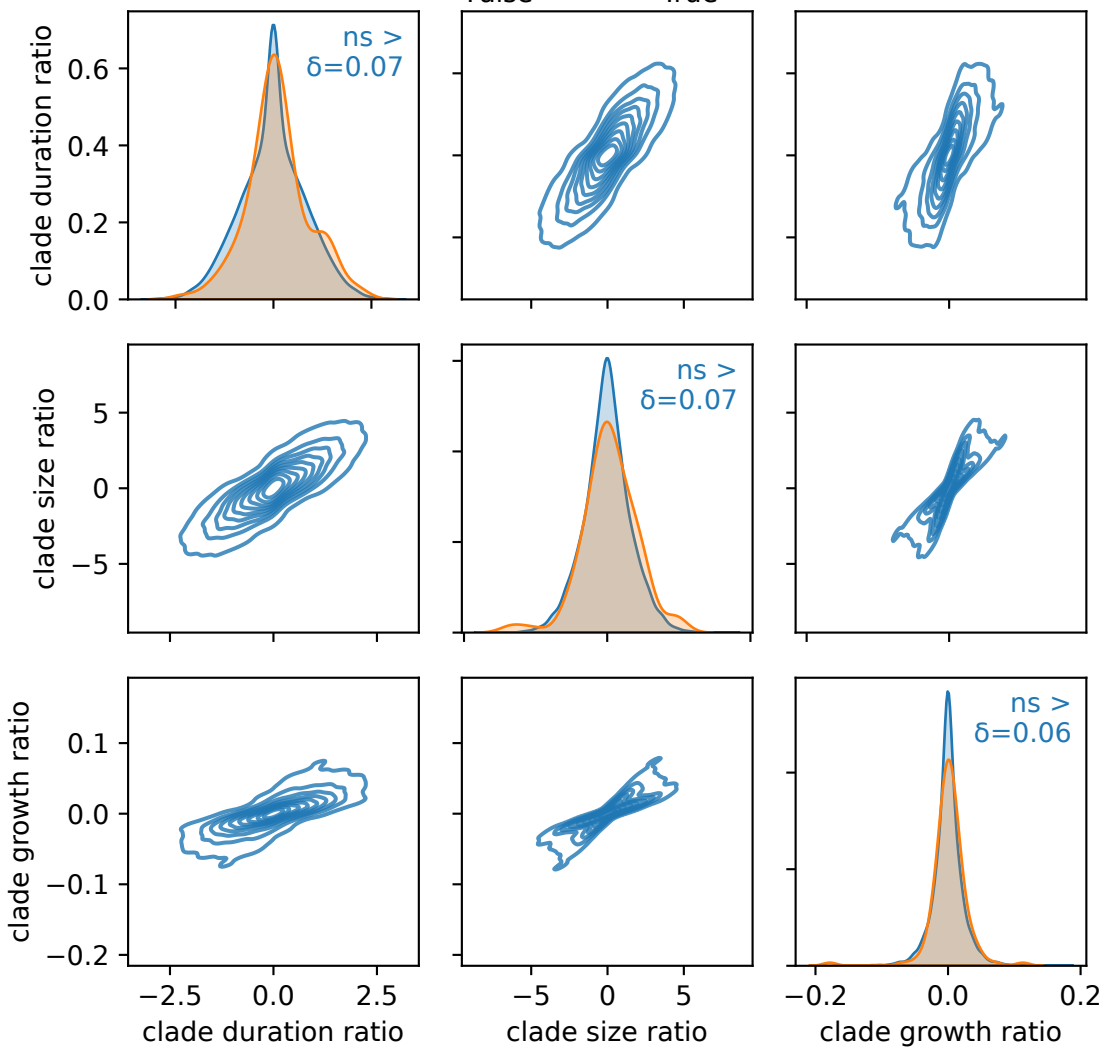 False True
clade duration ratio
0.6
0.4
0.2
0.0
ns >
δ=0.07
clade size ratio
5
0
−5
ns >
δ=0.07
clade growth ratio
0.1
0.0
−0.1
−0.2
ns >
δ=0.06
−2.5 0.0 2.5
−5 0 5
−0.2 0.0 0.2
clade duration ratio
clade size ratio
clade growth ratio